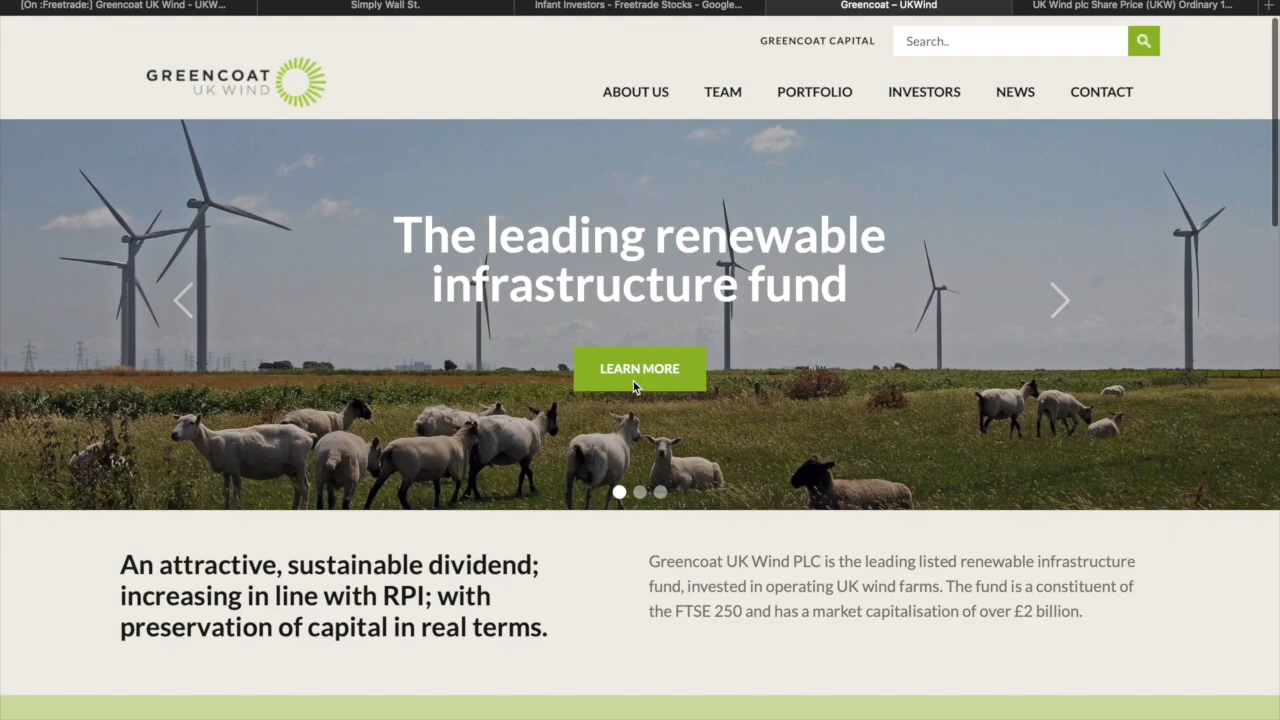 [On :Freetrade:] Greencoat UK Wind - UKW...
Simply Wall St.
Infant Investors - Freetrade Stocks - Google...
Greencoat – UKWind
UK Wind plc Share Price (UKW) Ordinary 1...
GREENCOAT CAPITAL
Search..
GREENCOAT
UK WIND
ABOUT US
TEAM
PORTFOLIO
INVESTORS
NEWS
CONTACT
The leading renewable
infrastructure fund
LEARN MORE
An attractive, sustainable dividend;
increasing in line with RPI; with
preservation of capital in real terms.
Greencoat UK Wind PLC is the leading listed renewable infrastructure
fund, invested in operating UK wind farms. The fund is a constituent of
the FTSE 250 and has a market capitalisation of over £2 billion.